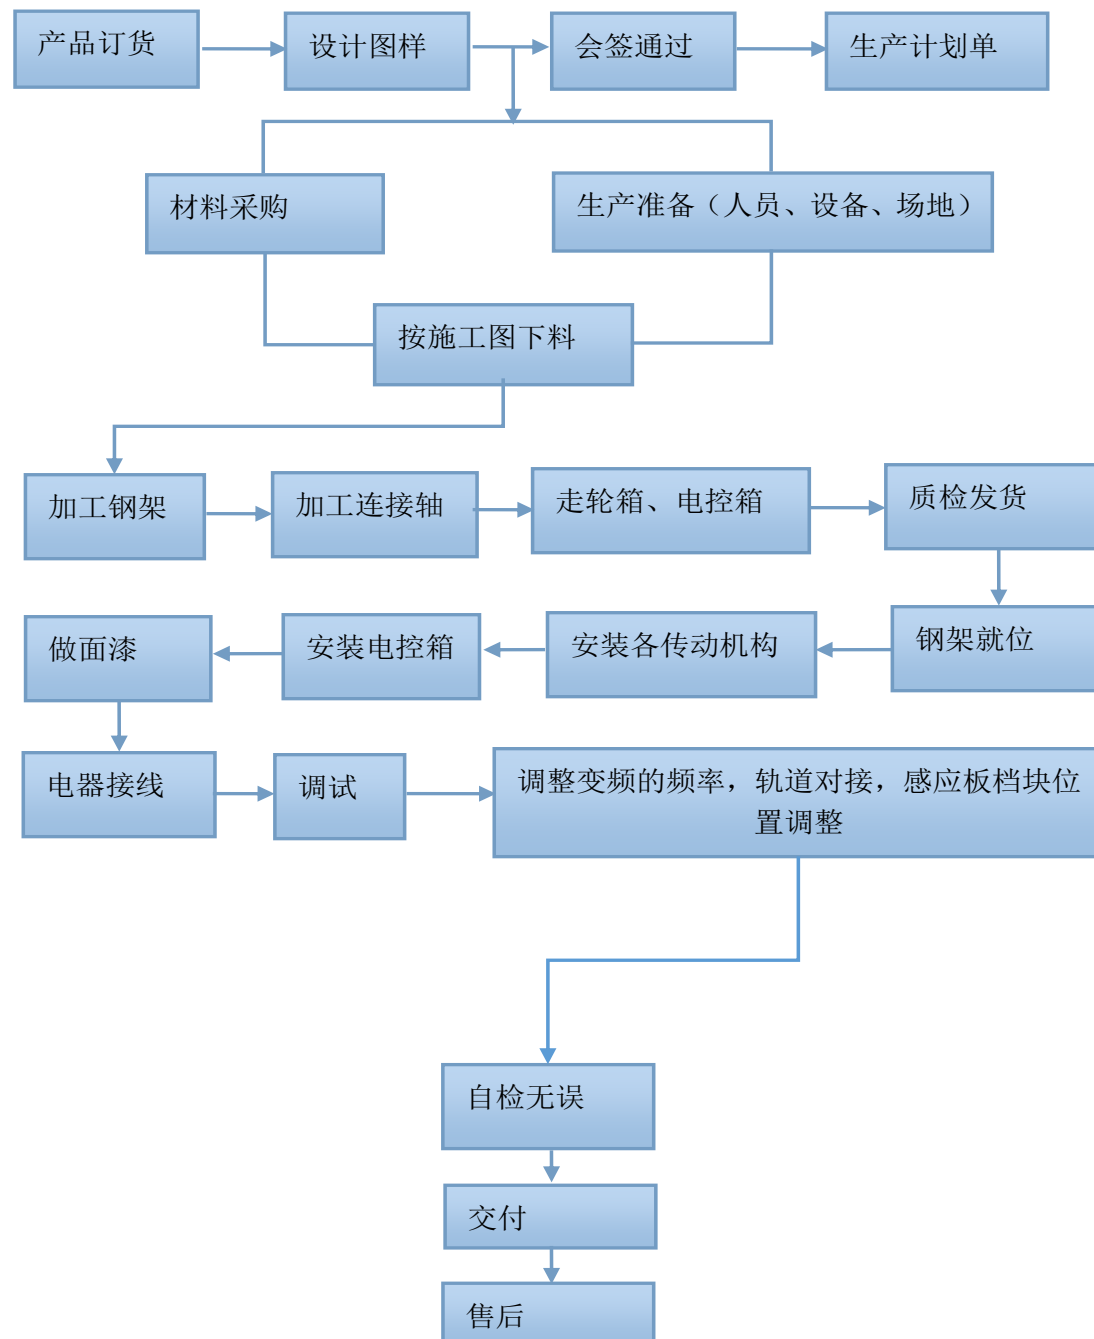 产品订货
设计图样
会签通过
生产计划单
材料采购
生产准备（人员、设备、场地）
按施工图下料
加工钢架
加工连接轴
走轮箱、电控箱
质检发货
钢架就位
安装各传动机构
安装电控箱
做面漆
电器接线
调试
调整变频的频率，轨道对接，感应板档块位
置调整
自检无误
交付
售后